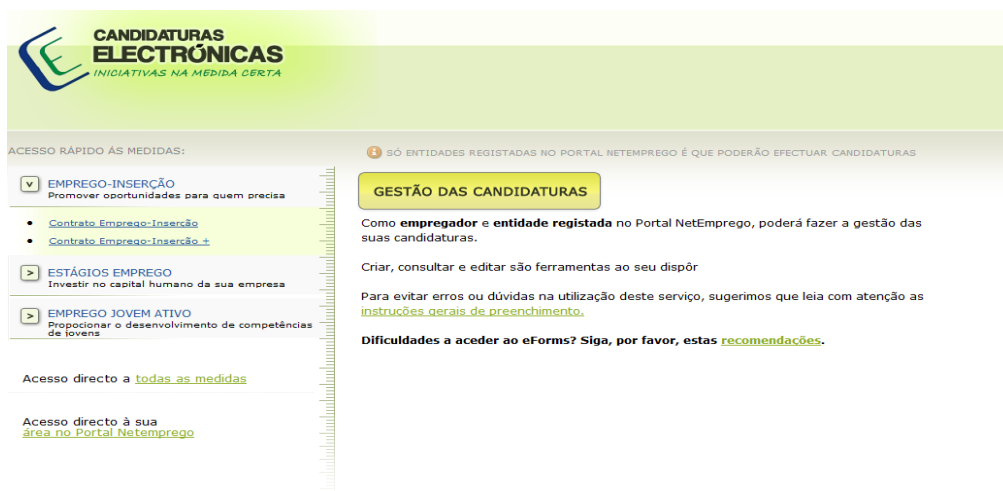 CANDIDATURAS
ELECTRÓNICAS
INICIATIVAS NA MEDIDA CERTA
ACESSO RÁPIDO ÁS MEDIDAS:
v EMPREGO-INSERÇÃO
Promover oportunidades para quem precisa
• Contrato Emprego-Inserção
• Contrato Emprego-Inserção +
> ESTÁGIOS EMPREGO
Investir no capital humano da sua empresa
> EMPREGO JOVEM ATIVO
Propocionar o desenvolvimento de competências
de jovens
Acesso directo a todas as medidas
Acesso directo à sua
área no Portal Netemprego
i SÓ ENTIDADES REGISTADAS NO PORTAL NETEMPREGO É QUE PODERÃO EFECTUAR CANDIDATURAS
GESTÃO DAS CANDIDATURAS
Como empregador e entidade registada no Portal NetEmprego, poderá fazer a gestão das
suas candidaturas.
Criar, consultar e editar são ferramentas ao seu dispôr
Para evitar erros ou dúvidas na utilização deste serviço, sugerimos que leia com atenção as
instruções gerais de preenchimento.
Dificuldades a aceder ao eForms? Siga, por favor, estas recomendações.